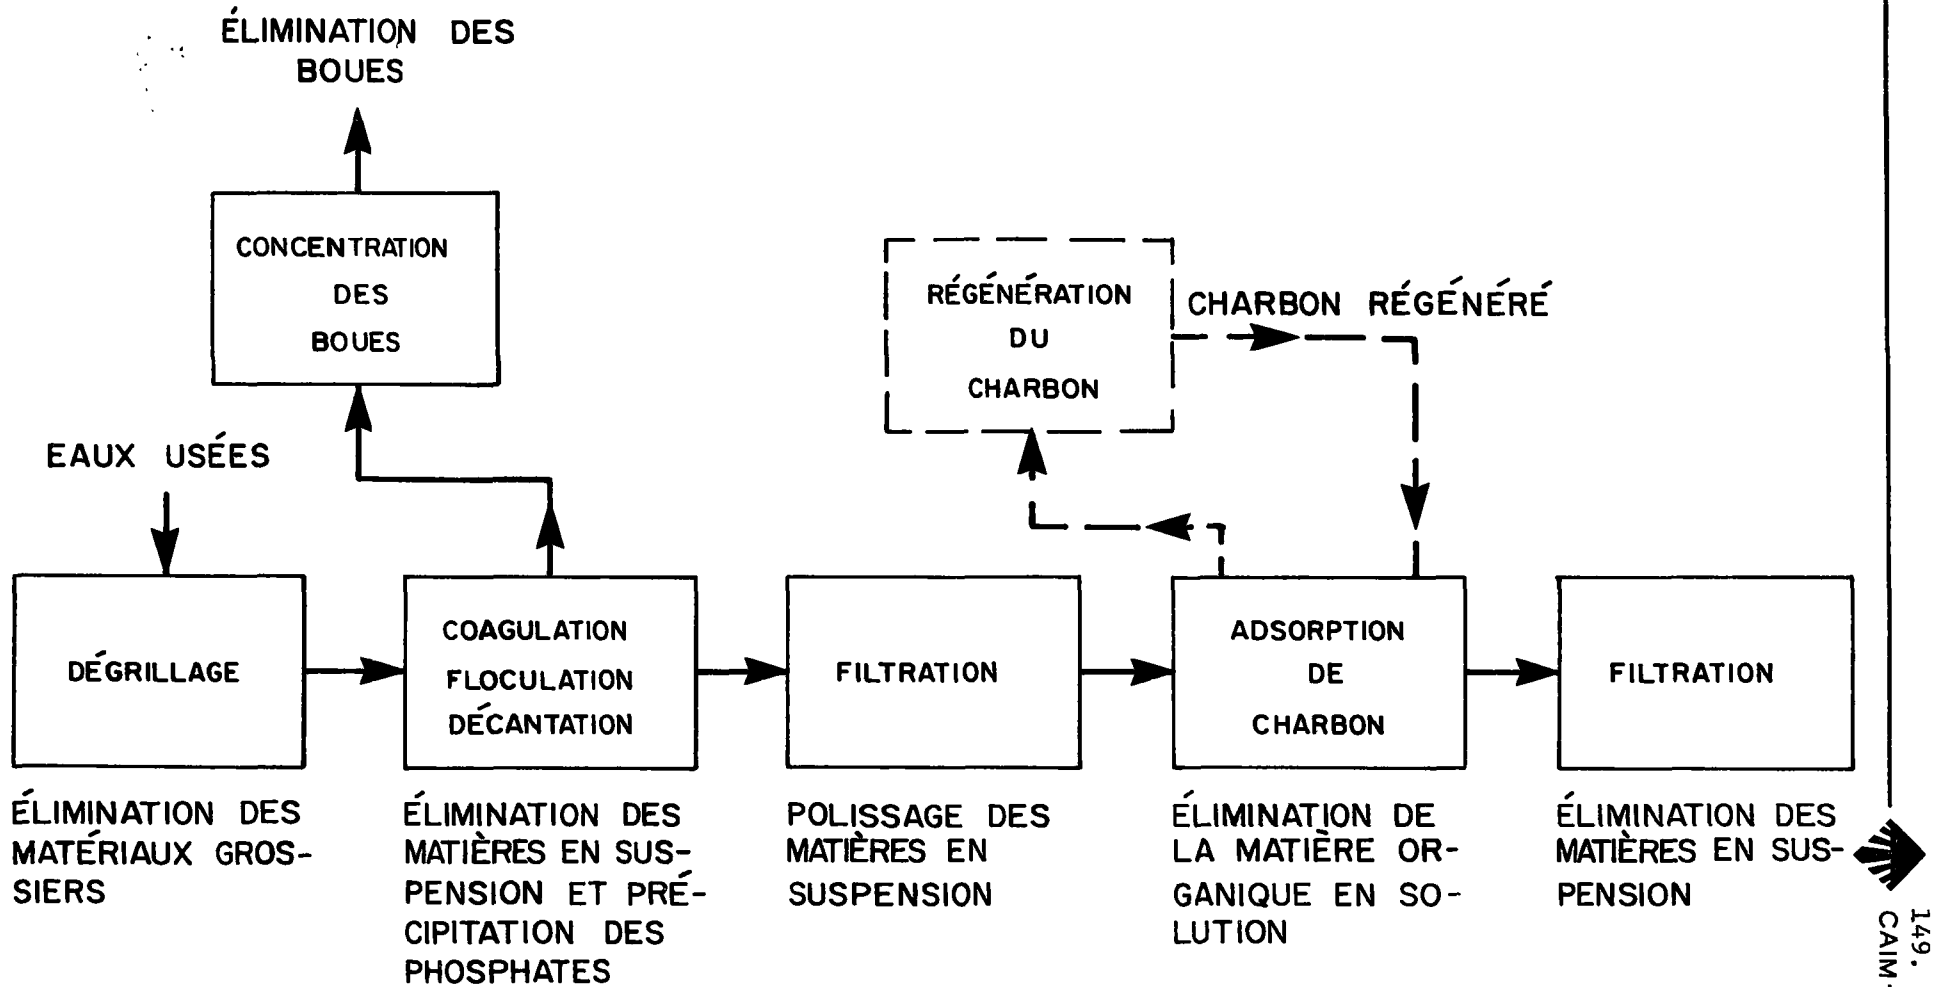 ÉLIMINATION DES
BOUES
CONCENTRATION
DES
BOUES
RÉGÉNÉRATION
DU
CHARBON
CHARBON RÉGÉNÉRÉ
EAUX USÉES
DÉGRILLAGE
COAGULATION
FLOCULATION
DÉCANTATION
FILTRATION
ADSORPTION
DE
CHARBON
FILTRATION
ÉLIMINATION DES
MATÉRIAUX GROS-
SIERS
ÉLIMINATION DES
MATIÈRES EN SUS-
PENSION ET PRÉ-
CIPITATION DES
PHOSPHATES
POLISSAGE DES
MATIÈRES EN
SUSPENSION
ÉLIMINATION DE
LA MATIÈRE OR-
GANIQUE EN SO-
LUTION
ÉLIMINATION DES
MATIÈRES EN SUS-
PENSION
149.
CAIM